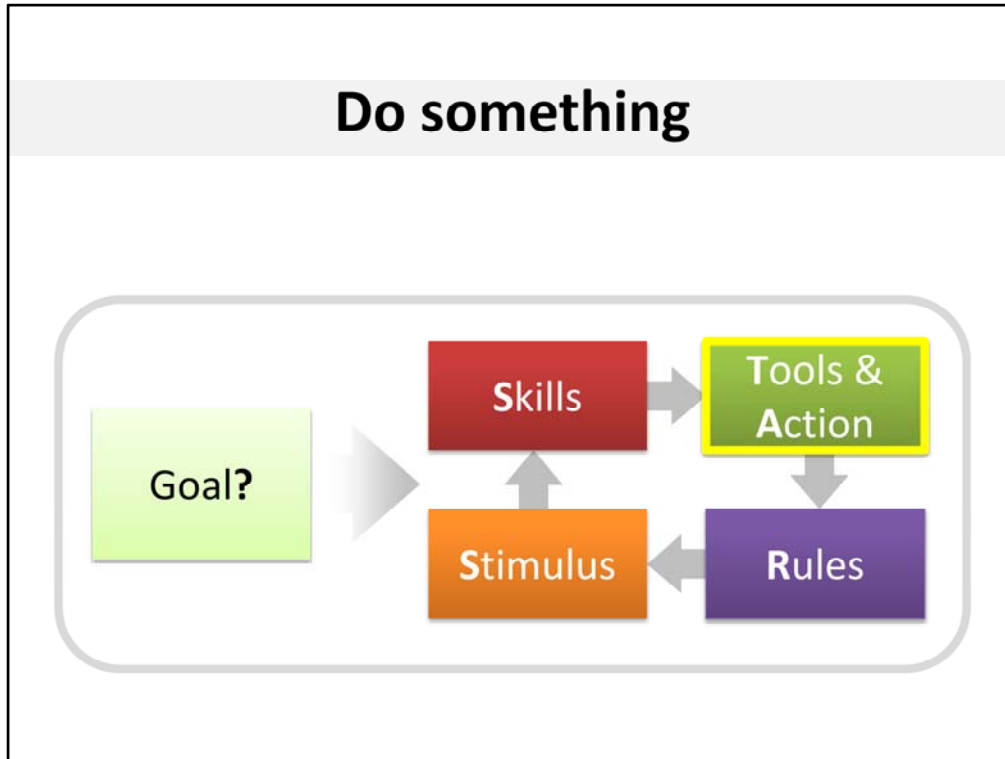 Do something
Goal?
Skills
Tools &
Action
Stimulus
Rules